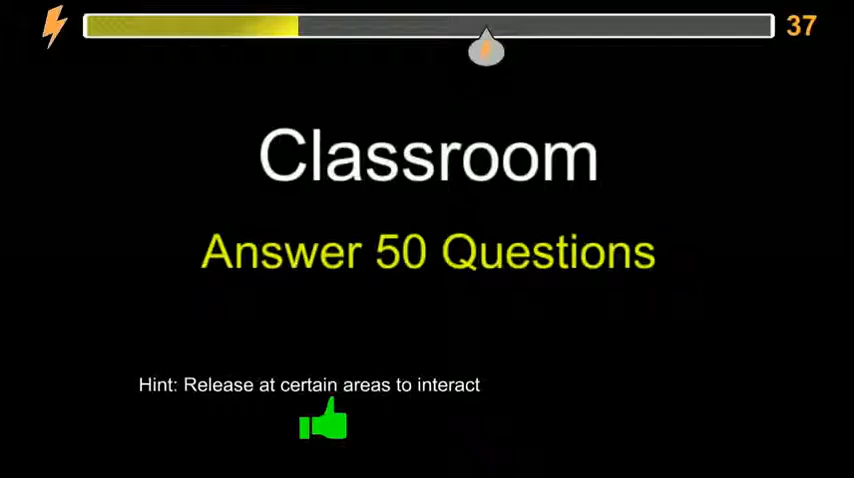 37
Classroom
Answer 50 Questions
Hint: Release at certain areas to interact